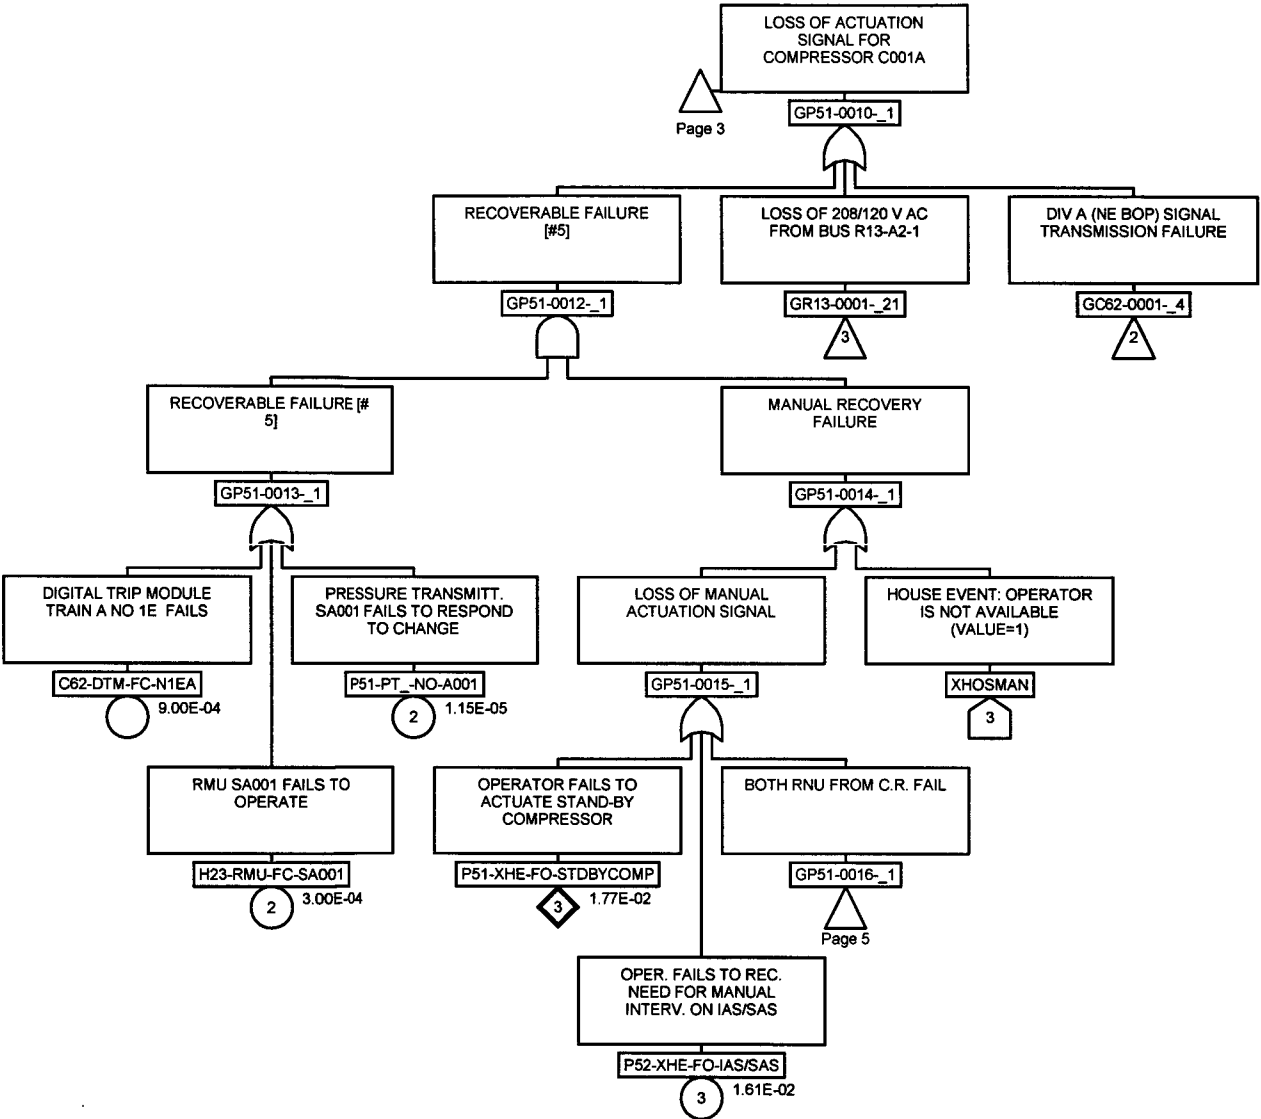 LOSS OF ACTUATION
SIGNAL FOR
COMPRESSOR C001A
Page 3
GP51-0010-_1
RECOVERABLE FAILURE
[#5]
GP51-0012-_1
LOSS OF 208/120 V AC
FROM BUS R13-A2-1
GR13-0001-_21
3
DIV A (NE BOP) SIGNAL
TRANSMISSION FAILURE
GC62-0001-_4
2
RECOVERABLE FAILURE [#
5]
GP51-0013-_1
MANUAL RECOVERY
FAILURE
GP51-0014-_1
DIGITAL TRIP MODULE
TRAIN A NO 1E FAILS
C62-DTM-FC-N1EA
9.00E-04
PRESSURE TRANSMITT.
SA001 FAILS TO RESPOND
TO CHANGE
P51-PT_-NO-A001
2
1.15E-05
LOSS OF MANUAL
ACTUATION SIGNAL
GP51-0015-_1
HOUSE EVENT: OPERATOR
IS NOT AVAILABLE
(VALUE=1)
XHOSMAN
3
RMU SA001 FAILS TO
OPERATE
H23-RMU-FC-SA001
2
3.00E-04
OPERATOR FAILS TO
ACTUATE STAND-BY
COMPRESSOR
P51-XHE-FO-STDBYCOMP
3
1.77E-02
BOTH RNU FROM C.R. FAIL
GP51-0016-_1
Page 5
OPER. FAILS TO REC.
NEED FOR MANUAL
INTERV. ON IAS/SAS
P52-XHE-FO-IAS/SAS
3
1.61E-02